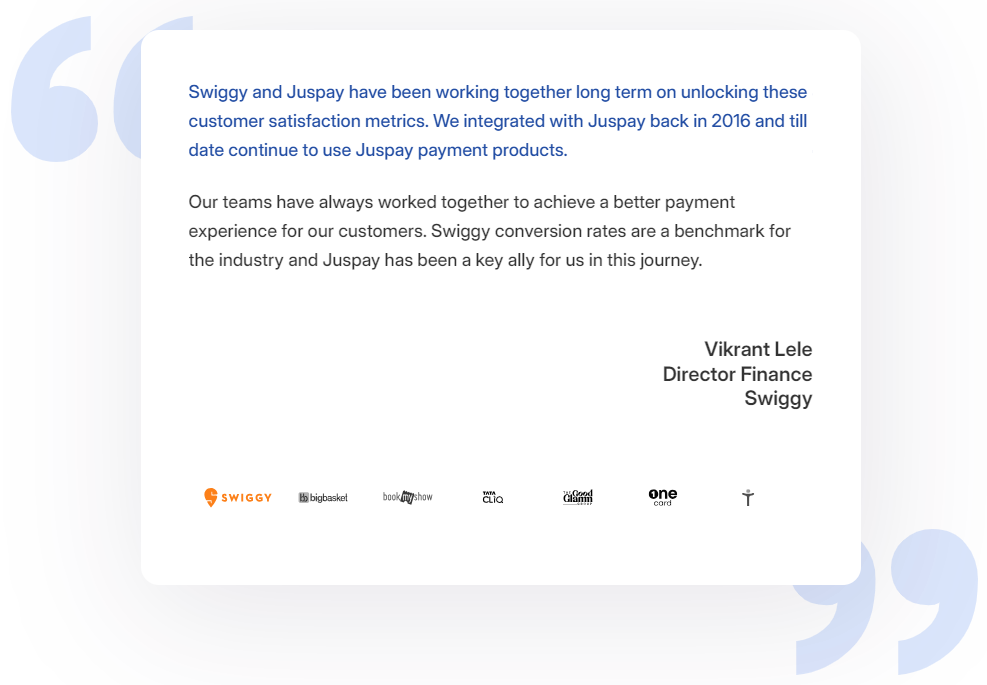 Swiggy and Juspay have been working together long term on unlocking these
customer satisfaction metrics. We integrated with Juspay back in 2016 and till
date continue to use Juspay payment products.
Our teams have always worked together to achieve a better payment
experience for our customers. Swiggy conversion rates are a benchmark for
the industry and Juspay has been a key ally for us in this journey.
Vikrant Lele
Director Finance
Swiggy
SWIGGY bb bigbasket bookmyshow TATA CLiQ The Good Glamm GROUP one card